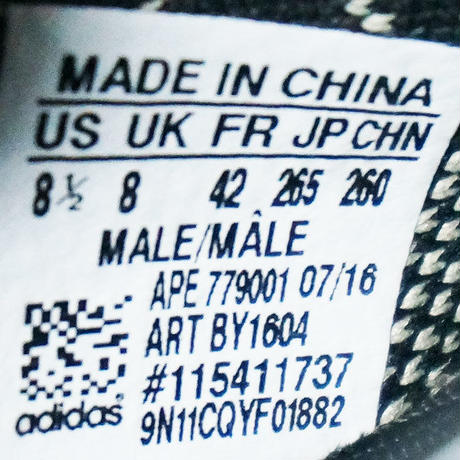 MADE IN CHINA
US UK FR JP CHN
8½ 8 42 265 260
MALE/MÂLE
APE 779001 07/16
ART BY1604
#115411737
9N11CQYF01882
adidas